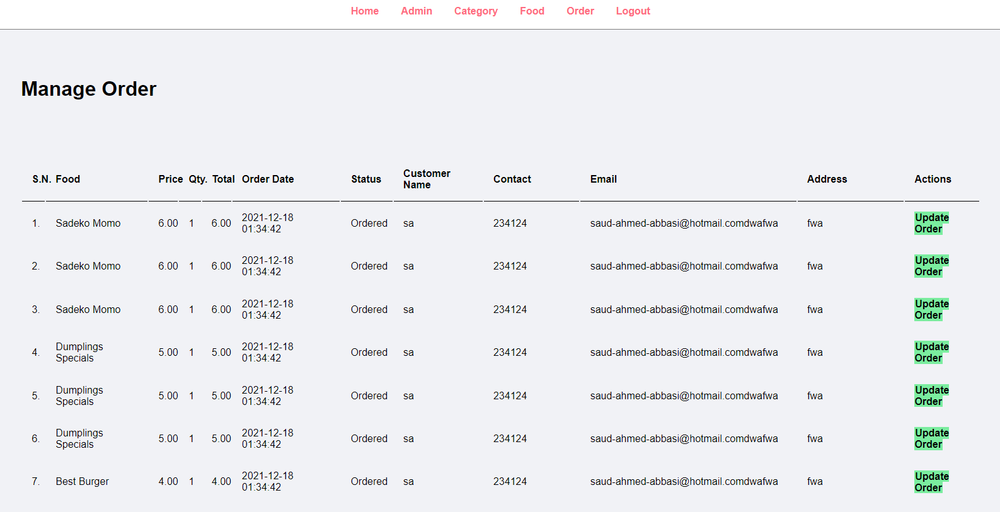 Home Admin Category Food Order Logout
Manage Order
S.N. Food Price Qty. Total Order Date Status Customer Name Contact Email Address Actions
1. Sadeko Momo 6.00 1 6.00 2021-12-18 01:34:42 Ordered sa 234124 saud-ahmed-abbasi@hotmail.comdwafwa fwa Update Order
2. Sadeko Momo 6.00 1 6.00 2021-12-18 01:34:42 Ordered sa 234124 saud-ahmed-abbasi@hotmail.comdwafwa fwa Update Order
3. Sadeko Momo 6.00 1 6.00 2021-12-18 01:34:42 Ordered sa 234124 saud-ahmed-abbasi@hotmail.comdwafwa fwa Update Order
4. Dumplings Specials 5.00 1 5.00 2021-12-18 01:34:42 Ordered sa 234124 saud-ahmed-abbasi@hotmail.comdwafwa fwa Update Order
5. Dumplings Specials 5.00 1 5.00 2021-12-18 01:34:42 Ordered sa 234124 saud-ahmed-abbasi@hotmail.comdwafwa fwa Update Order
6. Dumplings Specials 5.00 1 5.00 2021-12-18 01:34:42 Ordered sa 234124 saud-ahmed-abbasi@hotmail.comdwafwa fwa Update Order
7. Best Burger 4.00 1 4.00 2021-12-18 01:34:42 Ordered sa 234124 saud-ahmed-abbasi@hotmail.comdwafwa fwa Update Order